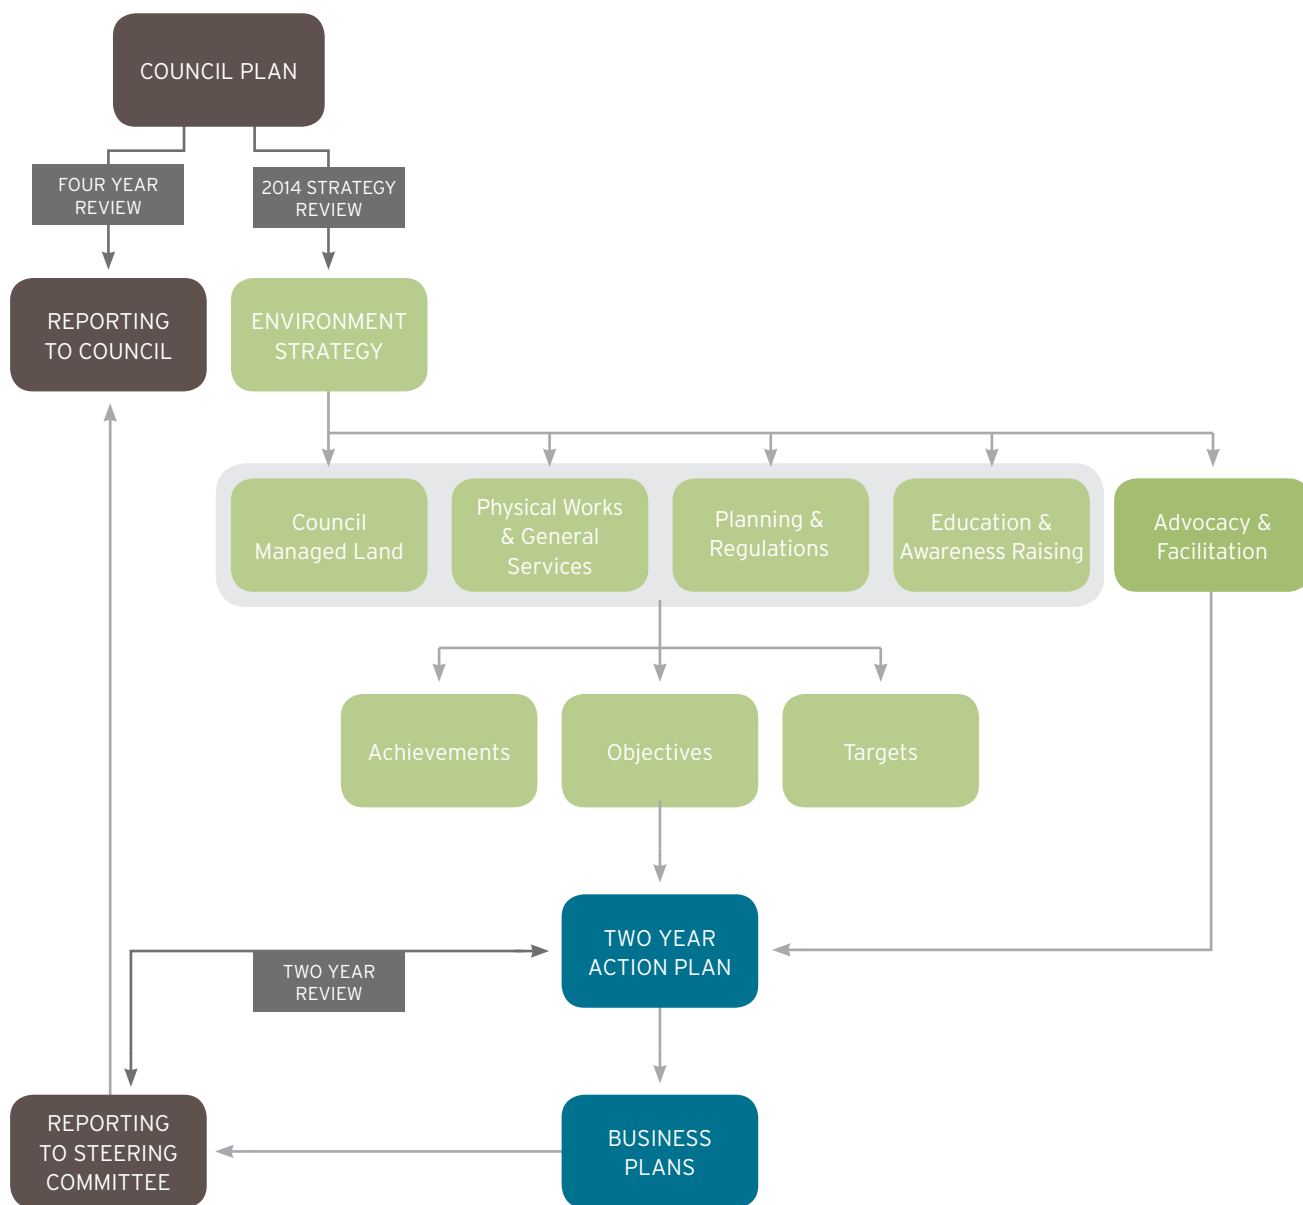 COUNCIL PLAN
FOUR YEAR
REVIEW
2014 STRATEGY
REVIEW
REPORTING
TO COUNCIL
ENVIRONMENT
STRATEGY
Council
Managed Land
Physical Works
& General
Services
Planning &
Regulations
Education &
Awareness Raising
Advocacy &
Facilitation
Achievements
Objectives
Targets
TWO YEAR
ACTION PLAN
TWO YEAR
REVIEW
REPORTING
TO STEERING
COMMITTEE
BUSINESS
PLANS